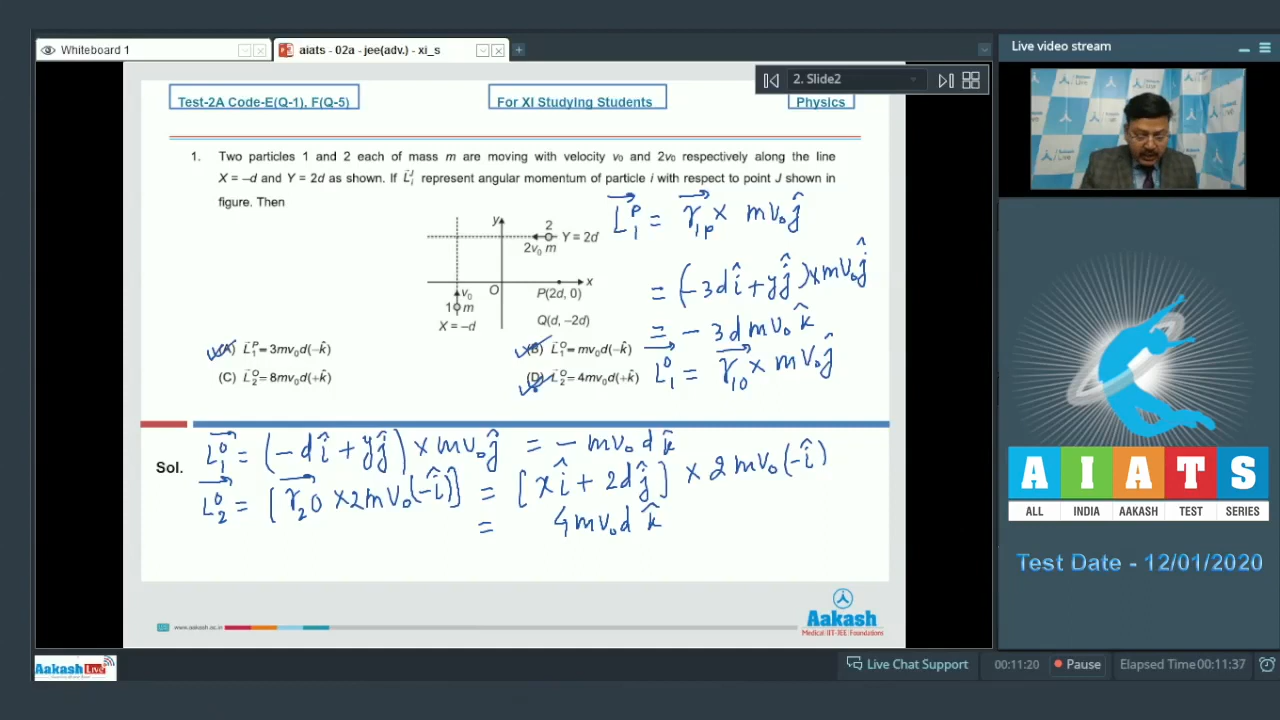 Whiteboard 1
aiats - 02a - jee(adv.) - xi_s
Live video stream
2. Slide2
Test-2A Code-E(Q-1), F(Q-5)
For XI Studying Students
Physics
1. Two particles 1 and 2 each of mass m are moving with velocity v₀ and 2v₀ respectively along the line
X = –d and Y = 2d as shown. If L⃗ᵢᴶ represent angular momentum of particle i with respect to point J shown in
figure. Then
L⃗₁ᴾ = r⃗₁ₚ × mv₀ĵ
y
2
Y = 2d
2v₀ m
= (-3dî + yĵ) × mv₀ĵ
x
O
v₀
P(2d, 0)
1 m
X = –d
Q(d, –2d)
= - 3dmv₀k̂
(A) L⃗₁ᴾ = 3mv₀d(–k̂)
(B) L⃗₁ᴼ = mv₀d(–k̂)
L⃗₁ᴼ = r⃗₁₀ × mv₀ĵ
(C) L⃗₂ᴼ = 8mv₀d(+k̂)
(D) L⃗₂ᴼ = 4mv₀d(+k̂)
Sol.
L⃗₁ᴼ = (-dî + yĵ) × mv₀ĵ = - mv₀dk̂
L⃗₂ᴼ = [r⃗₂₀ × 2mv₀(-î)] = [xî + 2dĵ] × 2mv₀(-î)
= 4mv₀dk̂
www.aakash.ac.in
Aakash
Medical|IIT-JEE|Foundations
AIATS
ALL INDIA AAKASH TEST SERIES
Test Date - 12/01/2020
Aakash Live
Live Chat Support
00:11:20
Pause
Elapsed Time 00:11:37